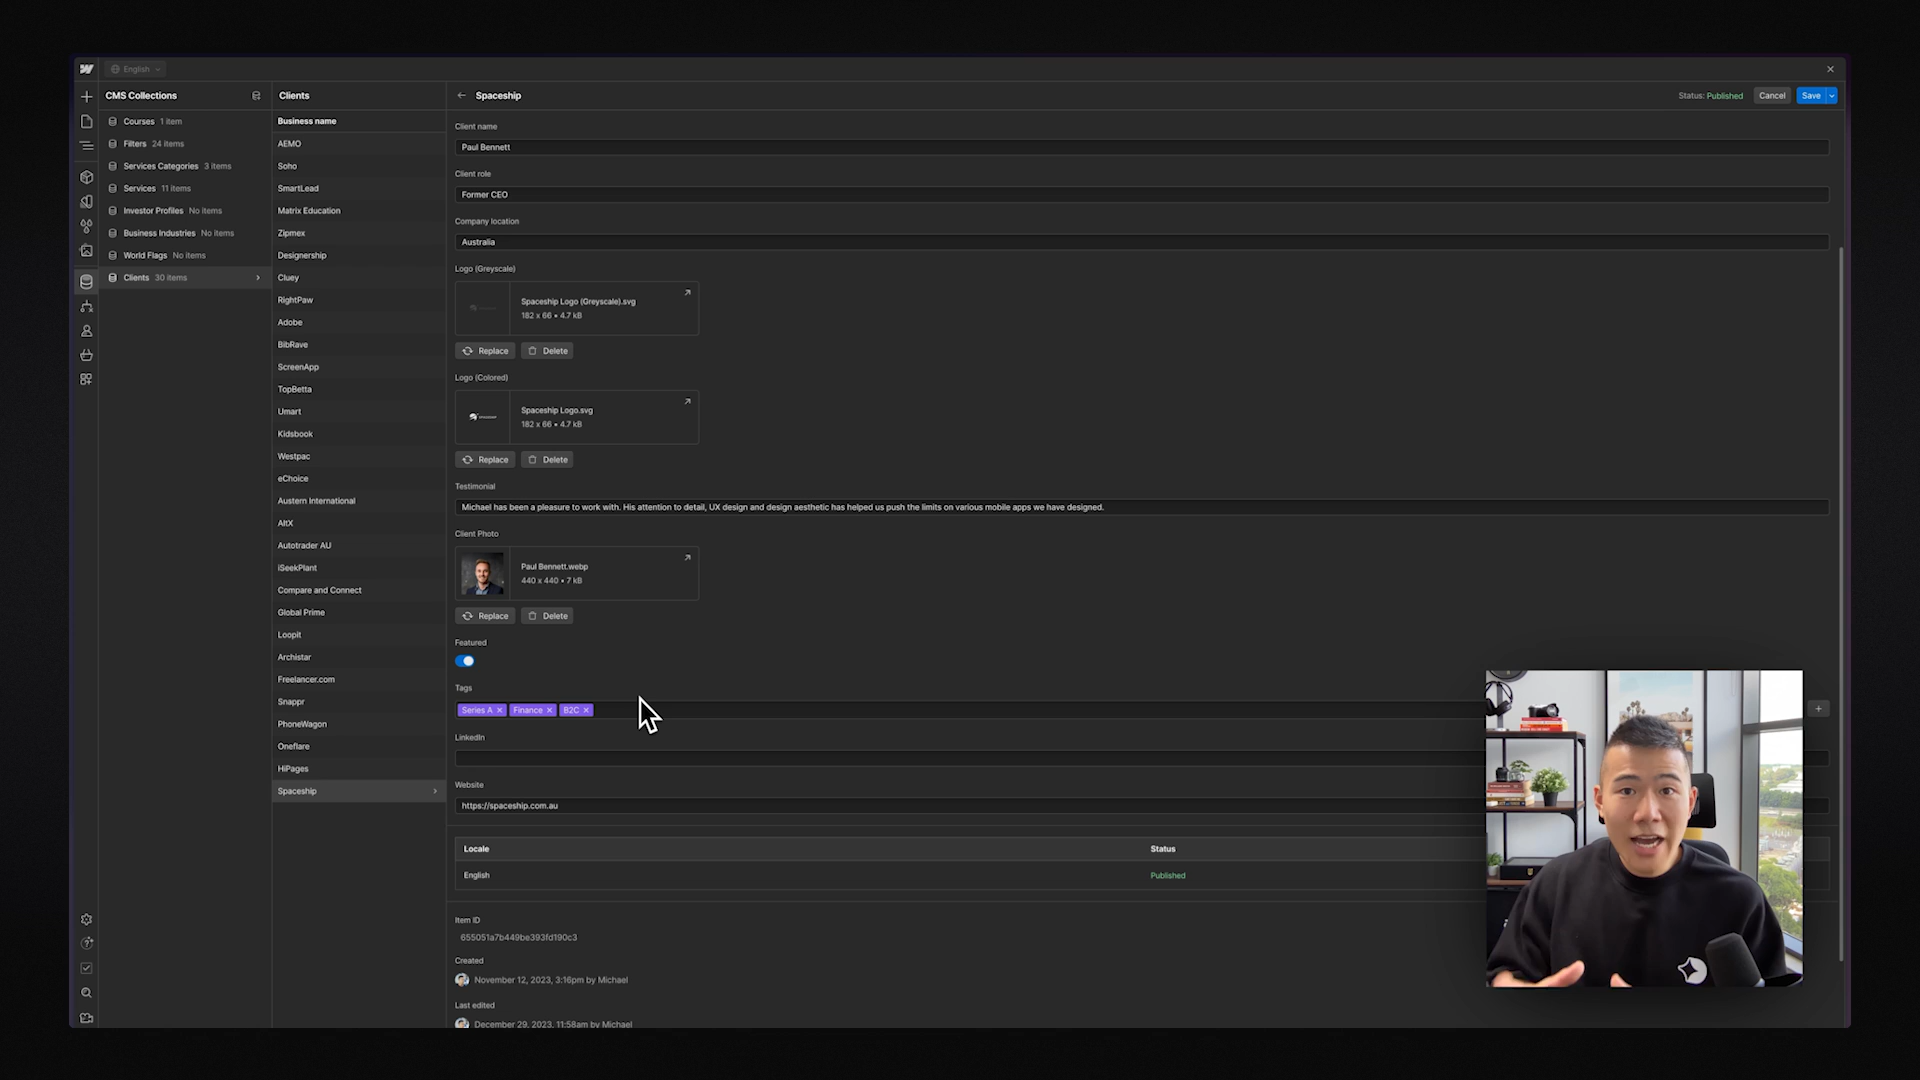 English
CMS Collections
Courses 1 item
Filters 24 items
Services Categories 3 items
Services 11 items
Investor Profiles No items
Business Industries No items
World Flags No items
Clients 30 items
Clients
Business name
AEMO
Soho
SmartLead
Matrix Education
Zipmex
Designership
Cluey
RightPaw
Adobe
BibRave
ScreenApp
TopBetta
Umart
Kidsbook
Westpac
eChoice
Austern International
AltX
Autotrader AU
iSeekPlant
Compare and Connect
Global Prime
Loopit
Archistar
Freelancer.com
Snappr
PhoneWagon
Oneflare
HiPages
Spaceship
Spaceship
Status: Published
Cancel
Save
Client name
Paul Bennett
Client role
Former CEO
Company location
Australia
Logo (Greyscale)
Spaceship Logo (Greyscale).svg
182 x 66 • 4.7 kB
Replace
Delete
Logo (Colored)
Spaceship Logo.svg
182 x 66 • 4.7 kB
Replace
Delete
Testimonial
Michael has been a pleasure to work with. His attention to detail, UX design and design aesthetic has helped us push the limits on various mobile apps we have designed.
Client Photo
Paul Bennett.webp
440 x 440 • 7 kB
Replace
Delete
Featured
Tags
Series A
Finance
B2C
LinkedIn
Website
https://spaceship.com.au
Locale
Status
English
Published
Item ID
655051a7b449be393fd190c3
Created
November 12, 2023, 3:16pm by Michael
Last edited
December 29, 2023, 11:58am by Michael